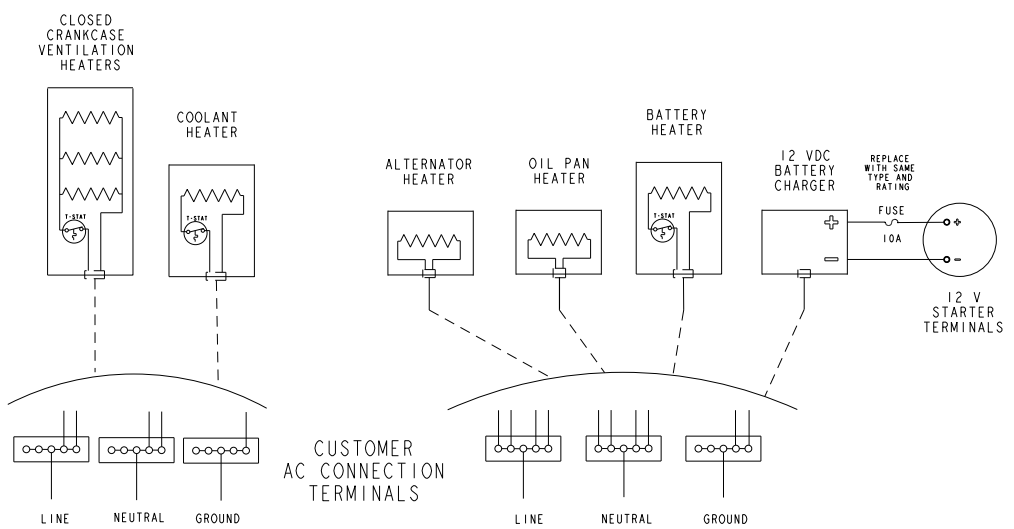 CLOSED
CRANKCASE
VENTILATION
HEATERS
T-STAT
COOLANT
HEATER
T-STAT
ALTERNATOR
HEATER
OIL PAN
HEATER
BATTERY
HEATER
T-STAT
12 VDC
BATTERY
CHARGER
+
-
REPLACE
WITH SAME
TYPE AND
RATING
FUSE
10A
+
-
12 V
STARTER
TERMINALS
CUSTOMER
AC CONNECTION
TERMINALS
LINE
NEUTRAL
GROUND
LINE
NEUTRAL
GROUND